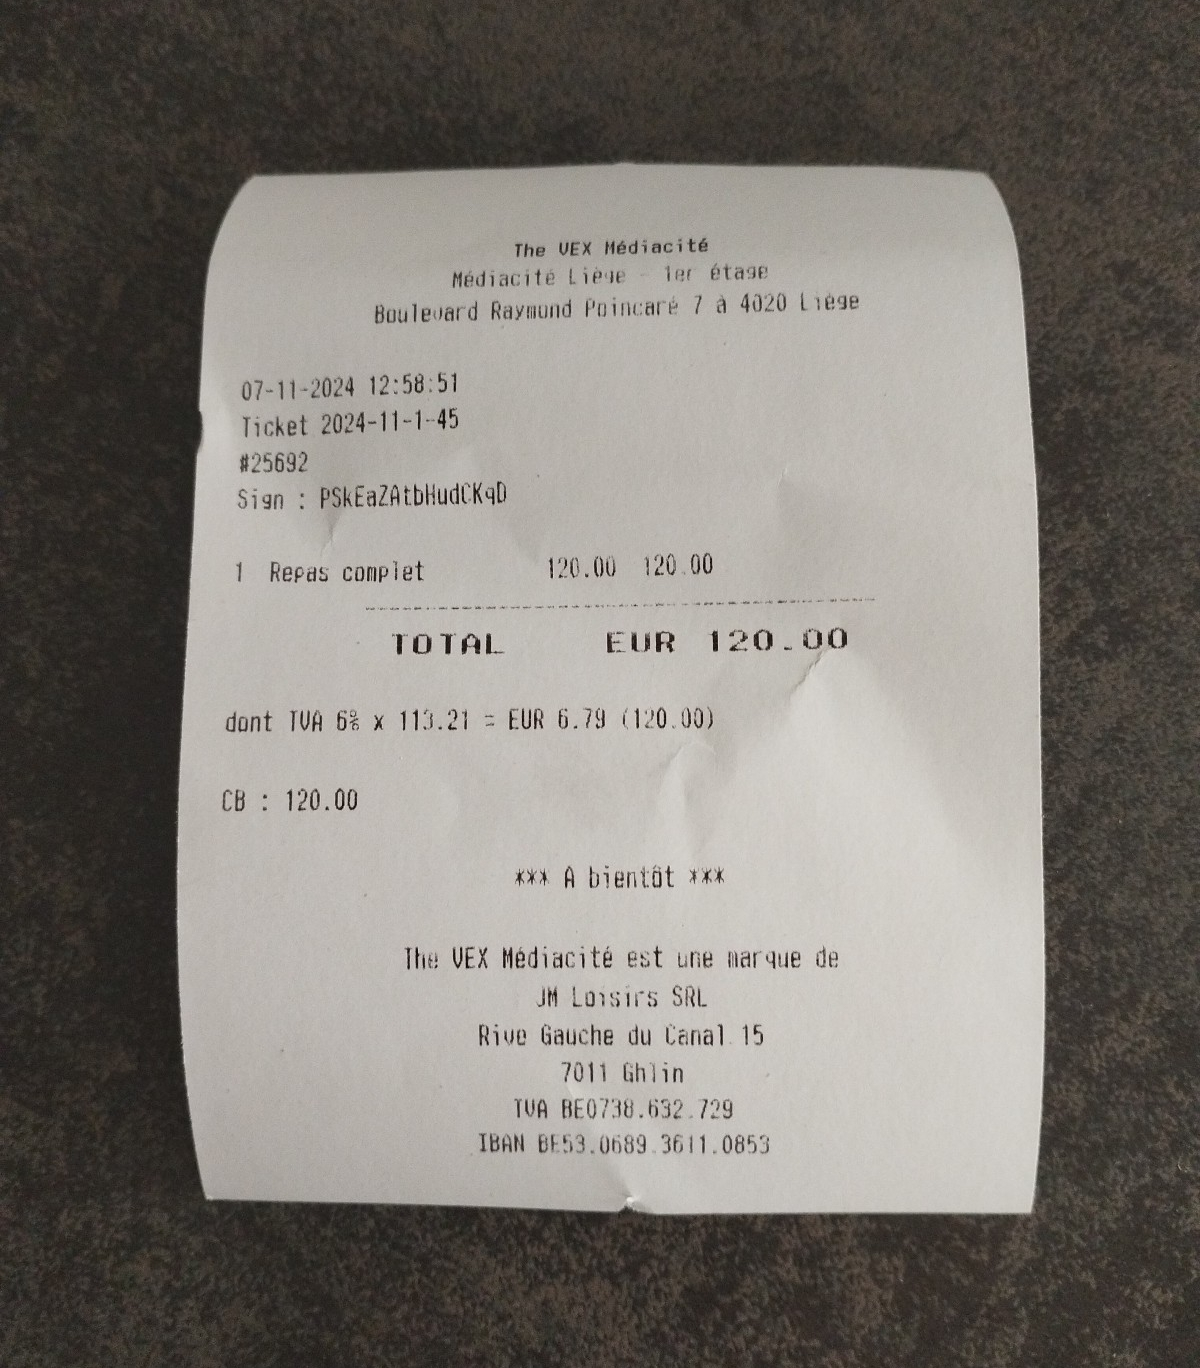 The VEX Médiacité
Médiacité Liège - 1er étage
Boulevard Raymond Poincaré 7 à 4020 Liège
07-11-2024 12:58:51
Ticket 2024-11-1-45
#25692
Sign : PSkEaZAtbHudCKqD
1 Repas complet 120.00 120.00
TOTAL EUR 120.00
dont TVA 6% x 113.21 = EUR 6.79 (120.00)
CB : 120.00
*** A bientôt ***
The VEX Médiacité est une marque de
JM Loisirs SRL
Rive Gauche du Canal 15
7011 Ghlin
TVA BE0738.632.729
IBAN BE53.0689.3611.0853